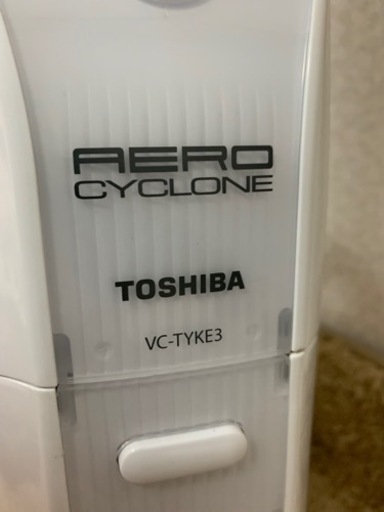 AERO
CYCLONE
TOSHIBA
VC-TYKE3